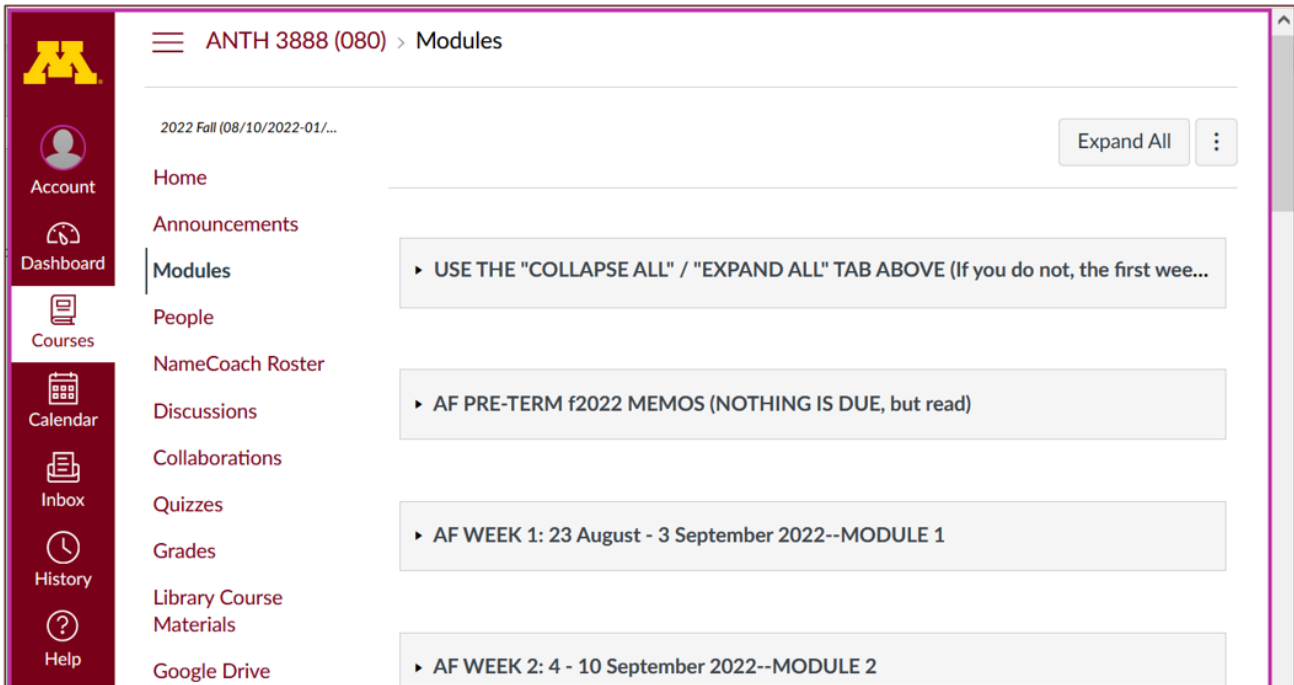 M
ANTH 3888 (080) > Modules
Account
Dashboard
Courses
Calendar
Inbox
History
Help
2022 Fall (08/10/2022-01/...
Home
Announcements
Modules
People
NameCoach Roster
Discussions
Collaborations
Quizzes
Grades
Library Course
Materials
Google Drive
Expand All
USE THE "COLLAPSE ALL" / "EXPAND ALL" TAB ABOVE (If you do not, the first wee...
AF PRE-TERM f2022 MEMOS (NOTHING IS DUE, but read)
AF WEEK 1: 23 August - 3 September 2022--MODULE 1
AF WEEK 2: 4 - 10 September 2022--MODULE 2